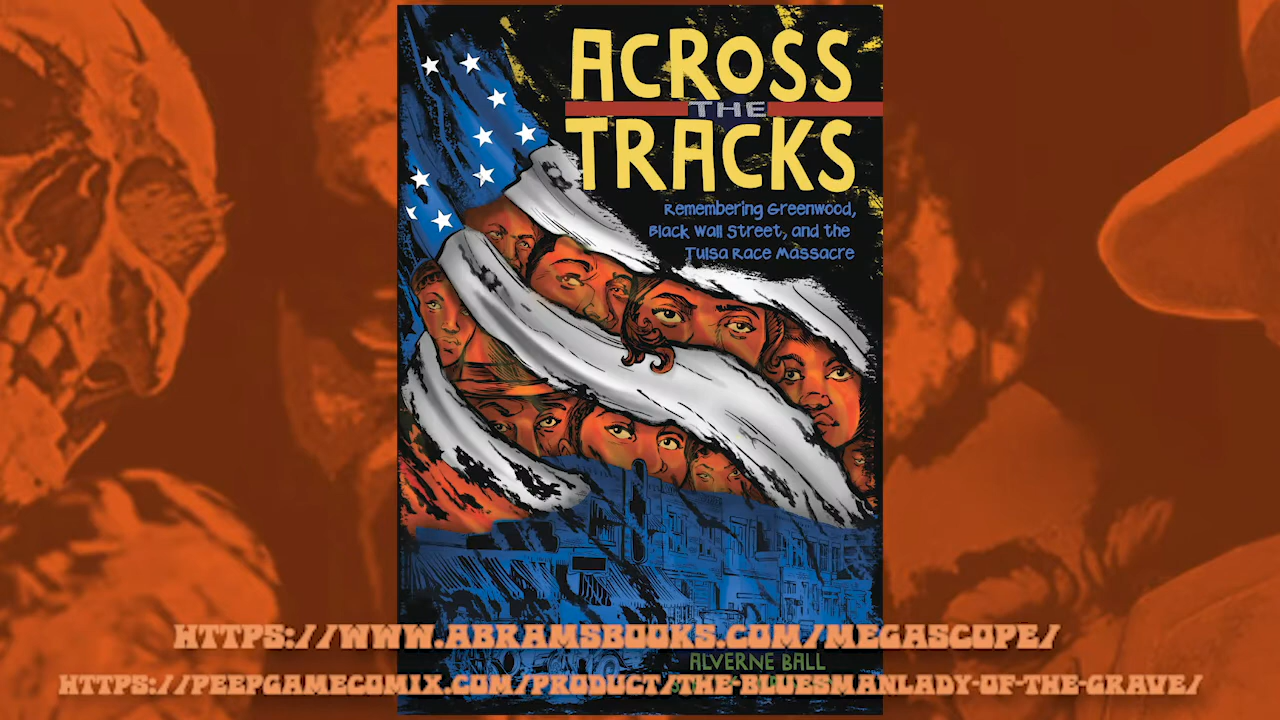 ACROSS
THE
TRACKS
Remembering Greenwood,
Black Wall Street, and the
Tulsa Race Massacre
HTTPS://WWW.ABRAMSBOOKS.COM/MEGASCOPE/
ALVERNE BALL
HTTPS://PEEPGAMECOMIX.COM/PRODUCT/THE-BLUESMANLADY-OF-THE-GRAVE/